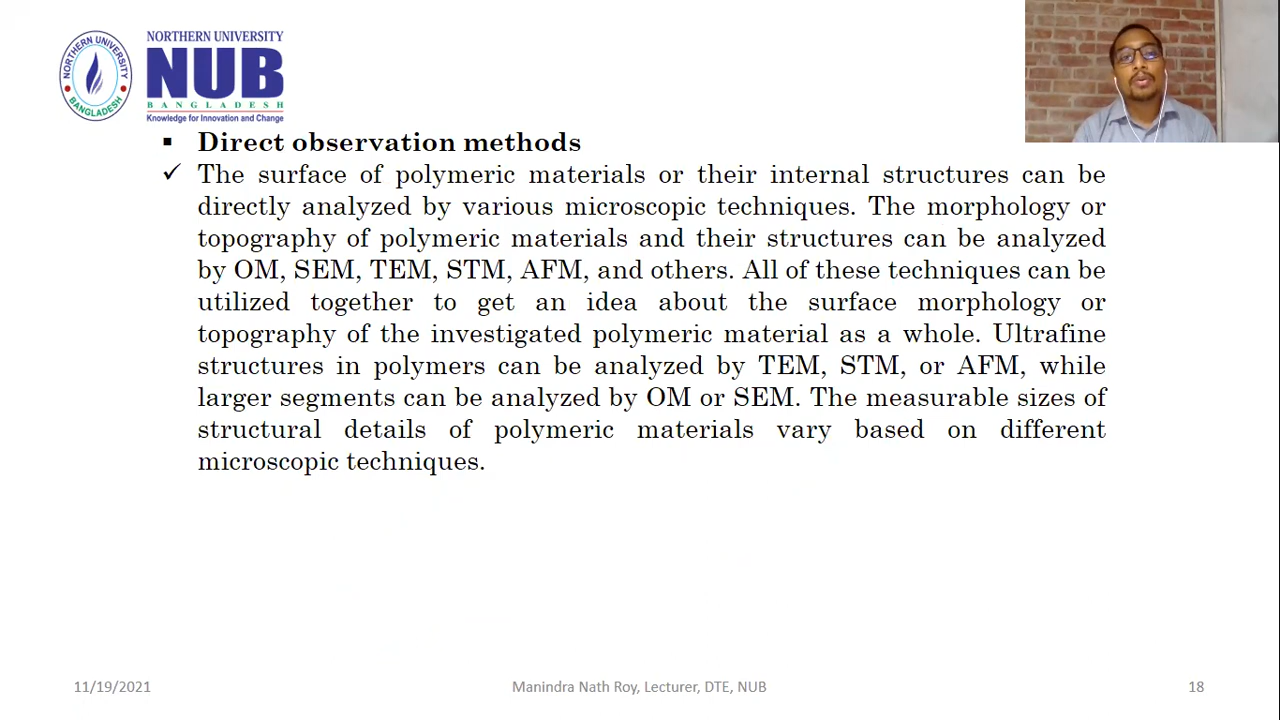 NORTHERN UNIVERSITY
BANGLADESH
NORTHERN UNIVERSITY
NUB
BANGLADESH
Knowledge for Innovation and Change
▪ Direct observation methods
✓ The surface of polymeric materials or their internal structures can be
directly analyzed by various microscopic techniques. The morphology or
topography of polymeric materials and their structures can be analyzed
by OM, SEM, TEM, STM, AFM, and others. All of these techniques can be
utilized together to get an idea about the surface morphology or
topography of the investigated polymeric material as a whole. Ultrafine
structures in polymers can be analyzed by TEM, STM, or AFM, while
larger segments can be analyzed by OM or SEM. The measurable sizes of
structural details of polymeric materials vary based on different
microscopic techniques.
11/19/2021
Manindra Nath Roy, Lecturer, DTE, NUB
18